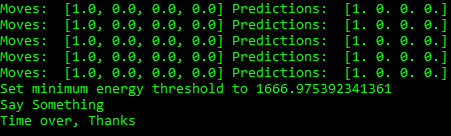 Moves:  [1.0, 0.0, 0.0, 0.0] Predictions:  [1. 0. 0. 0.]
Moves:  [1.0, 0.0, 0.0, 0.0] Predictions:  [1. 0. 0. 0.]
Moves:  [1.0, 0.0, 0.0, 0.0] Predictions:  [1. 0. 0. 0.]
Moves:  [1.0, 0.0, 0.0, 0.0] Predictions:  [1. 0. 0. 0.]
Moves:  [1.0, 0.0, 0.0, 0.0] Predictions:  [1. 0. 0. 0.]
Set minimum energy threshold to 1666.975392341361
Say Something
Time over, Thanks